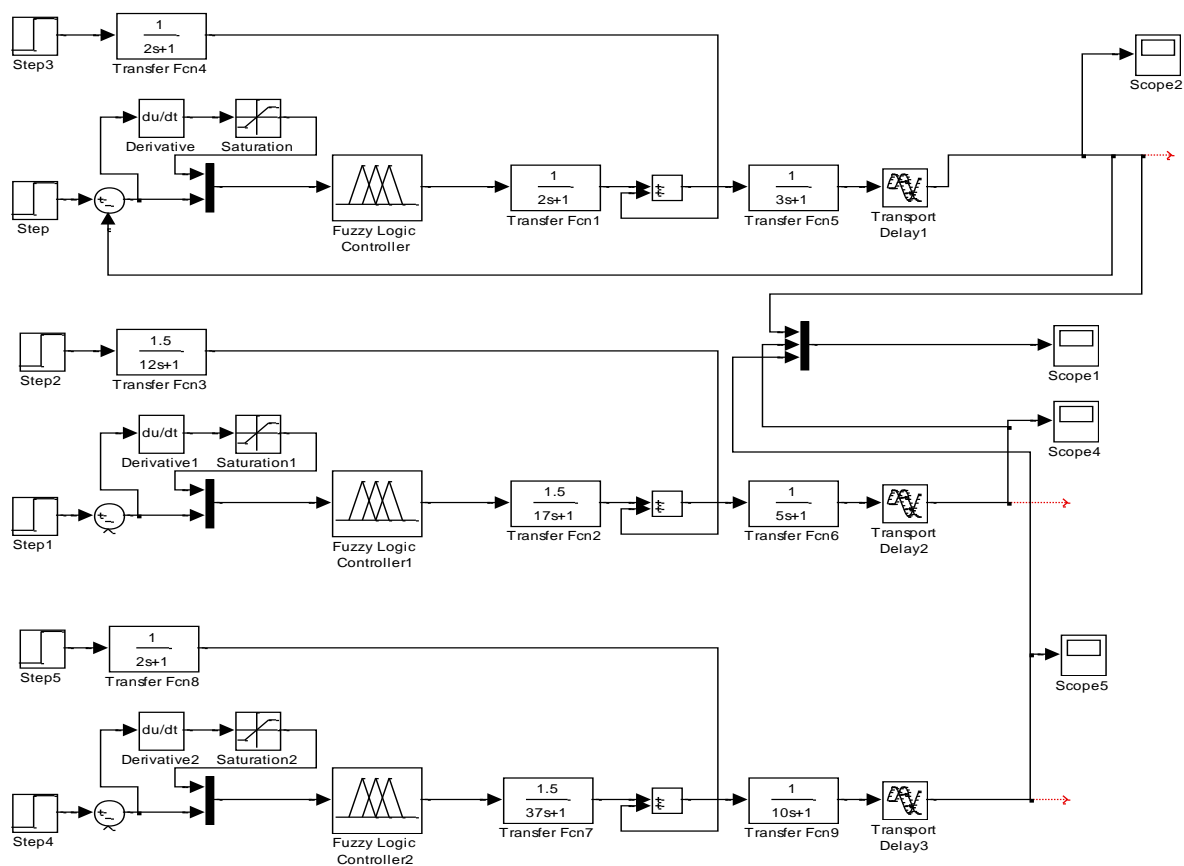 1
2s+1
Step3
Transfer Fcn4
Scope2
du/dt
Derivative
Saturation
Step
Fuzzy Logic
Controller
1
2s+1
Transfer Fcn1
1
3s+1
Transfer Fcn5
Transport
Delay1
1.5
12s+1
Step2
Transfer Fcn3
Scope1
Scope4
du/dt
Derivative1
Saturation1
Step1
Fuzzy Logic
Controller1
1.5
17s+1
Transfer Fcn2
1
5s+1
Transfer Fcn6
Transport
Delay2
1
2s+1
Step5
Transfer Fcn8
Scope5
du/dt
Derivative2
Saturation2
Step4
Fuzzy Logic
Controller2
1.5
37s+1
Transfer Fcn7
1
10s+1
Transfer Fcn9
Transport
Delay3